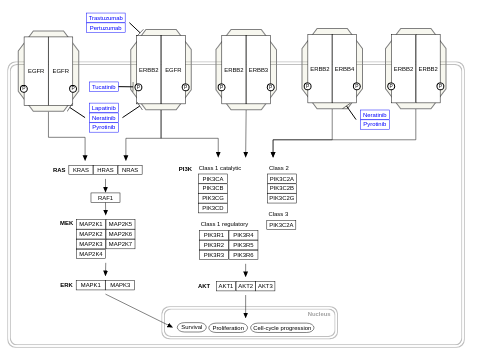 Trastuzumab
Pertuzumab
EGFR EGFR
ERBB2 EGFR
ERBB2 ERBB3
ERBB2 ERBB4
ERBB2 ERBB2
Tucatinib
P P P P P P P P P P
Lapatinib
Neratinib
Pyrotinib
Neratinib
Pyrotinib
RAS KRAS HRAS NRAS
RAF1
MEK MAP2K1 MAP2K5
MAP2K2 MAP2K6
MAP2K3 MAP2K7
MAP2K4
ERK MAPK1 MAPK3
PI3K Class 1 catalytic
PIK3CA
PIK3CB
PIK3CG
PIK3CD
Class 2
PIK3C2A
PIK3C2B
PIK3C2G
Class 3
PIK3C2A
Class 1 regulatory
PIK3R1 PIK3R4
PIK3R2 PIK3R5
PIK3R3 PIK3R6
AKT AKT1 AKT2 AKT3
Nucleus
Survival Proliferation Cell-cycle progression